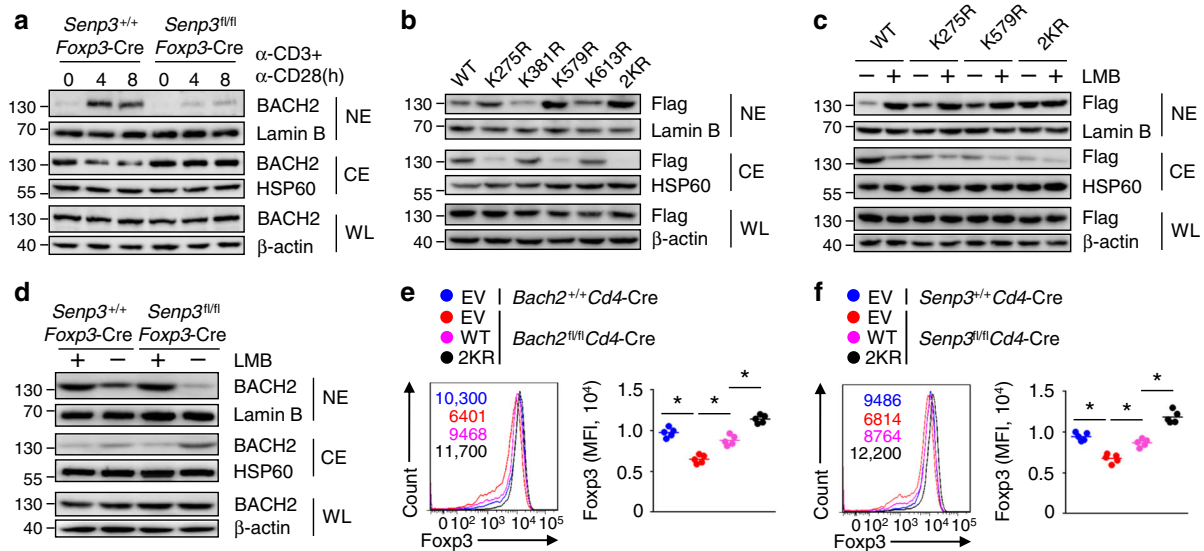 a
Senp3+/+ Senp3fl/fl
Foxp3-Cre Foxp3-Cre
α-CD3+
0 4 8 0 4 8 α-CD28(h)
130 BACH2
70 Lamin B
NE
130 BACH2
55 HSP60
CE
130 BACH2
40 β-actin
WL
b
WT K275R K381R K579R K613R 2KR
130 Flag
70 Lamin B
NE
130 Flag
55 HSP60
CE
130 Flag
40 β-actin
WL
c
WT K275R K579R 2KR
− + − + − + − + LMB
130 Flag
70 Lamin B
NE
130 Flag
55 HSP60
CE
130 Flag
40 β-actin
WL
d
Senp3+/+ Senp3fl/fl
Foxp3-Cre Foxp3-Cre
+ − + − LMB
130 BACH2
70 Lamin B
NE
130 BACH2
55 HSP60
CE
130 BACH2
40 β-actin
WL
e
EV Bach2+/+Cd4-Cre
EV
WT Bach2fl/flCd4-Cre
2KR
10,300
6401
9468
11,700
Count
0 10² 10³ 10⁴ 10⁵
Foxp3
Foxp3 (MFI, 10⁴)
1.5
1.0
0.5
0
* * *
f
EV Senp3+/+Cd4-Cre
EV
WT Senp3fl/flCd4-Cre
2KR
9486
6814
8764
12,200
Count
0 10² 10³ 10⁴ 10⁵
Foxp3
Foxp3 (MFI, 10⁴)
1.5
1.0
0.5
0
* * *